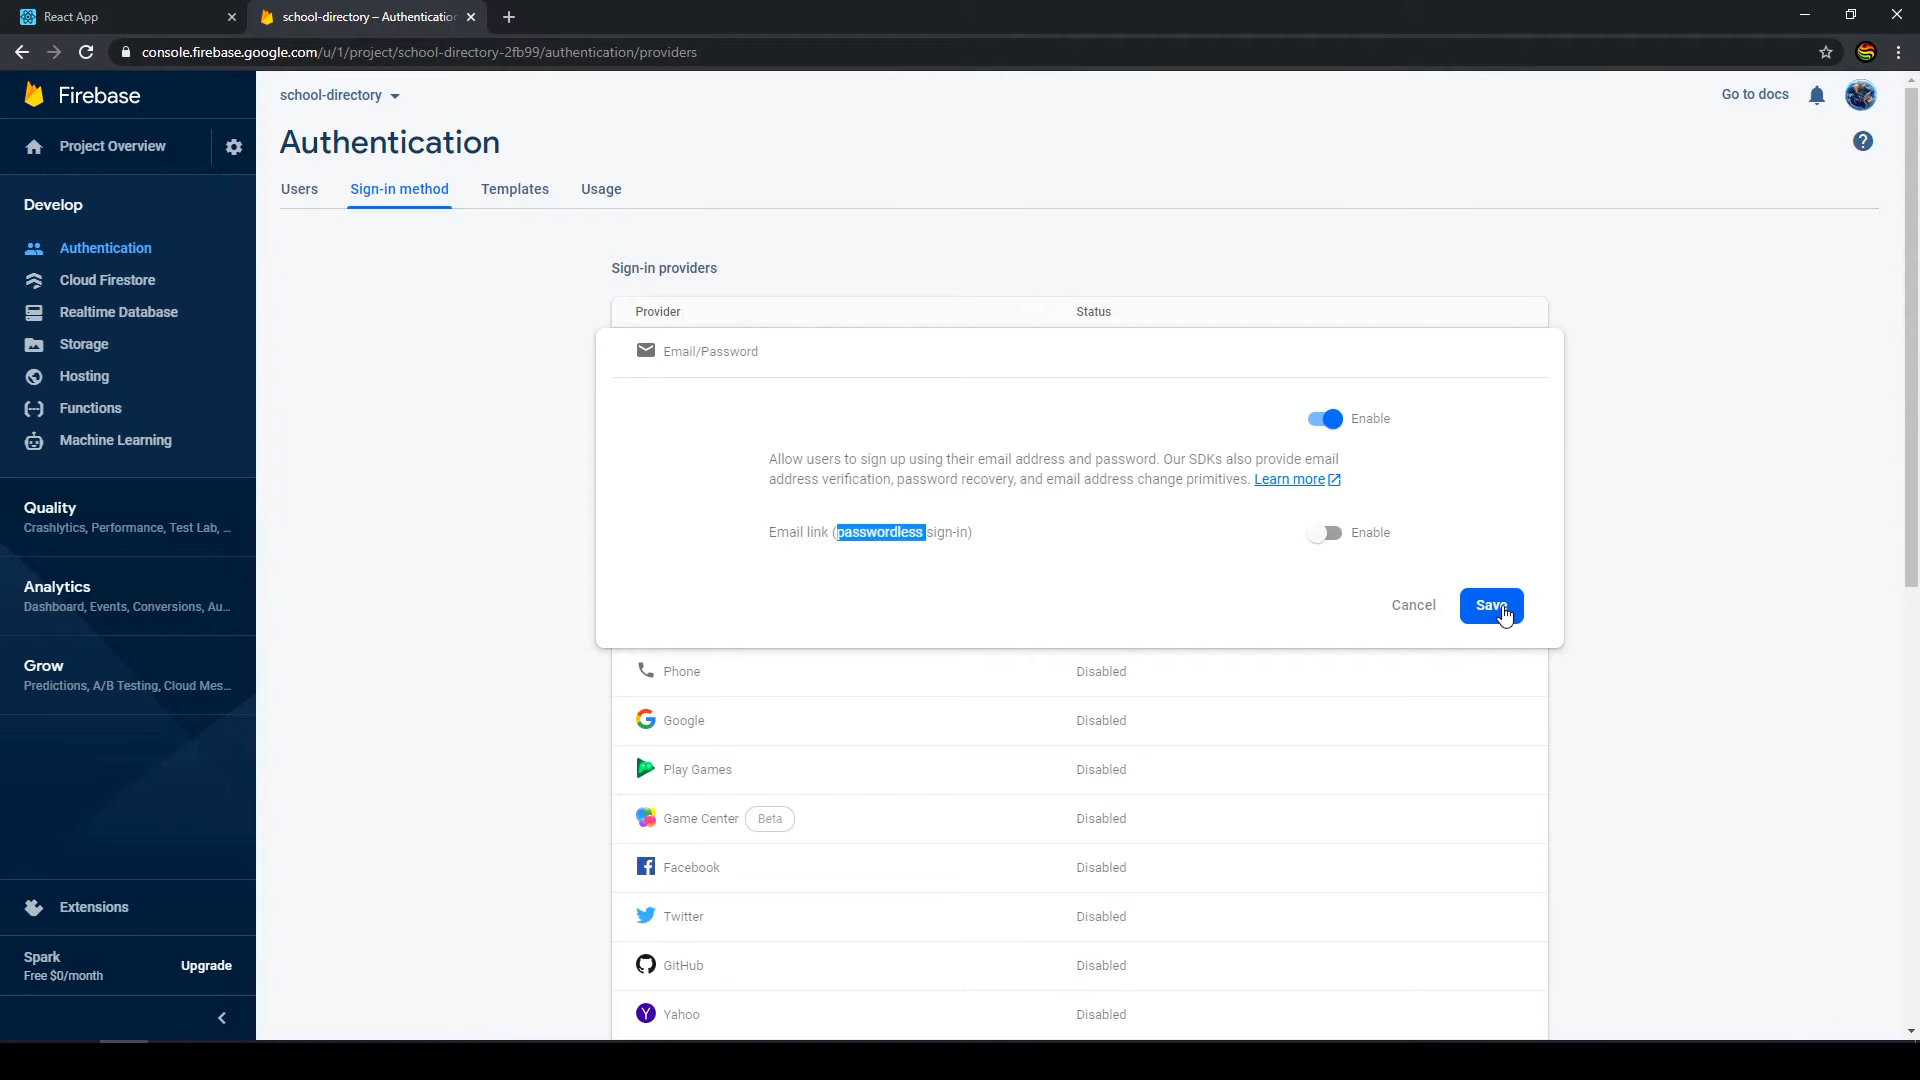 React App
school-directory – Authentication
console.firebase.google.com/u/1/project/school-directory-2fb99/authentication/providers
Firebase
school-directory
Go to docs
Project Overview
Authentication
Users
Sign-in method
Templates
Usage
Develop
Authentication
Cloud Firestore
Realtime Database
Storage
Hosting
Functions
Machine Learning
Quality
Crashlytics, Performance, Test Lab, ...
Analytics
Dashboard, Events, Conversions, Au...
Grow
Predictions, A/B Testing, Cloud Mes...
Extensions
Spark
Free $0/month
Upgrade
Sign-in providers
Provider
Status
Email/Password
Enable
Allow users to sign up using their email address and password. Our SDKs also provide email
address verification, password recovery, and email address change primitives. Learn more
Email link (passwordless sign-in)
Enable
Cancel
Save
Phone
Disabled
Google
Disabled
Play Games
Disabled
Game Center
Beta
Disabled
Facebook
Disabled
Twitter
Disabled
GitHub
Disabled
Y
Yahoo
Disabled